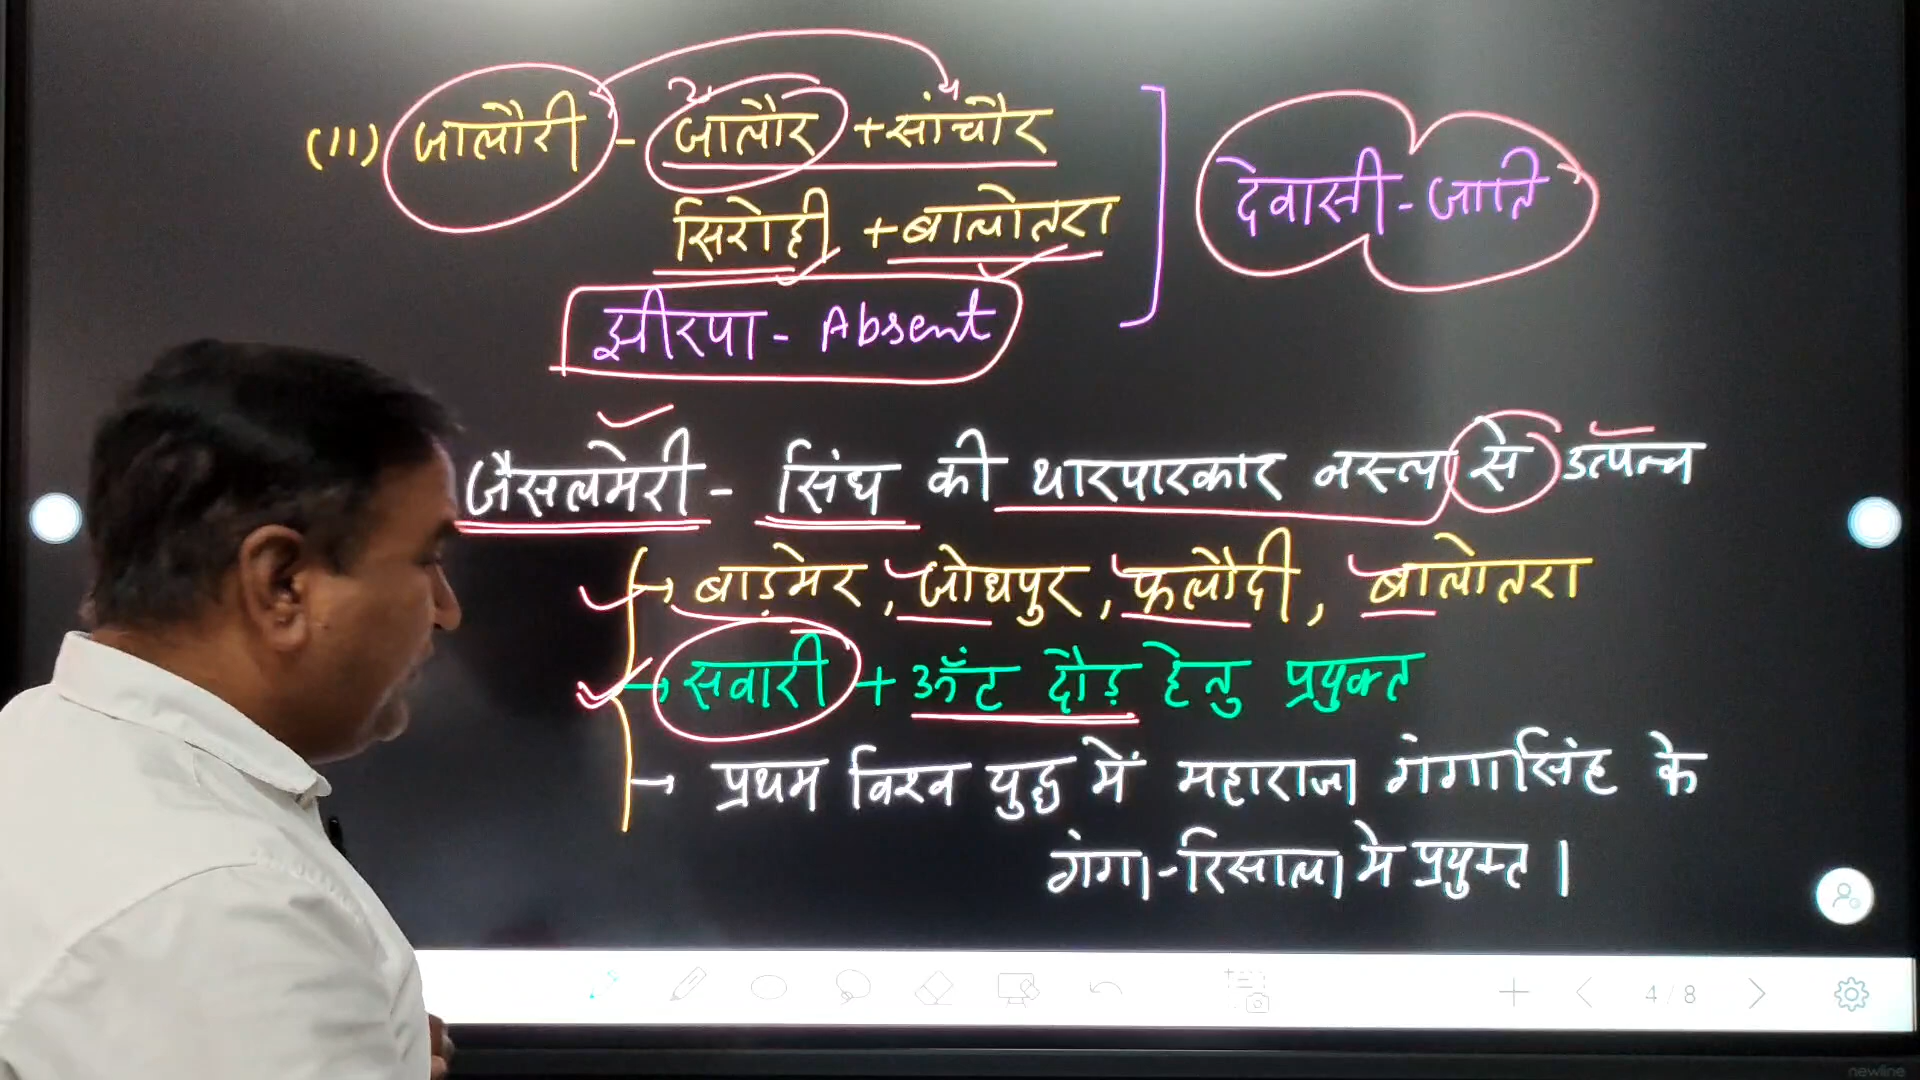 (11) जालौरी - जालौर + सांचौर
सिरोही + बालोतरा
झीरपा - Absent
देवासी - जाति
जैसलमेरी - सिंध की थारपारकार नस्ल से उत्पन्न
→ बाड़मेर, जोधपुर, फलौदी, बालोतरा
→ सवारी + ऊँट दौड़ हेतु प्रयुक्त
→ प्रथम विश्व युद्ध में महाराजा गंगासिंह के
गंगा-रिसाला में प्रयुक्त।
4 / 8
newline